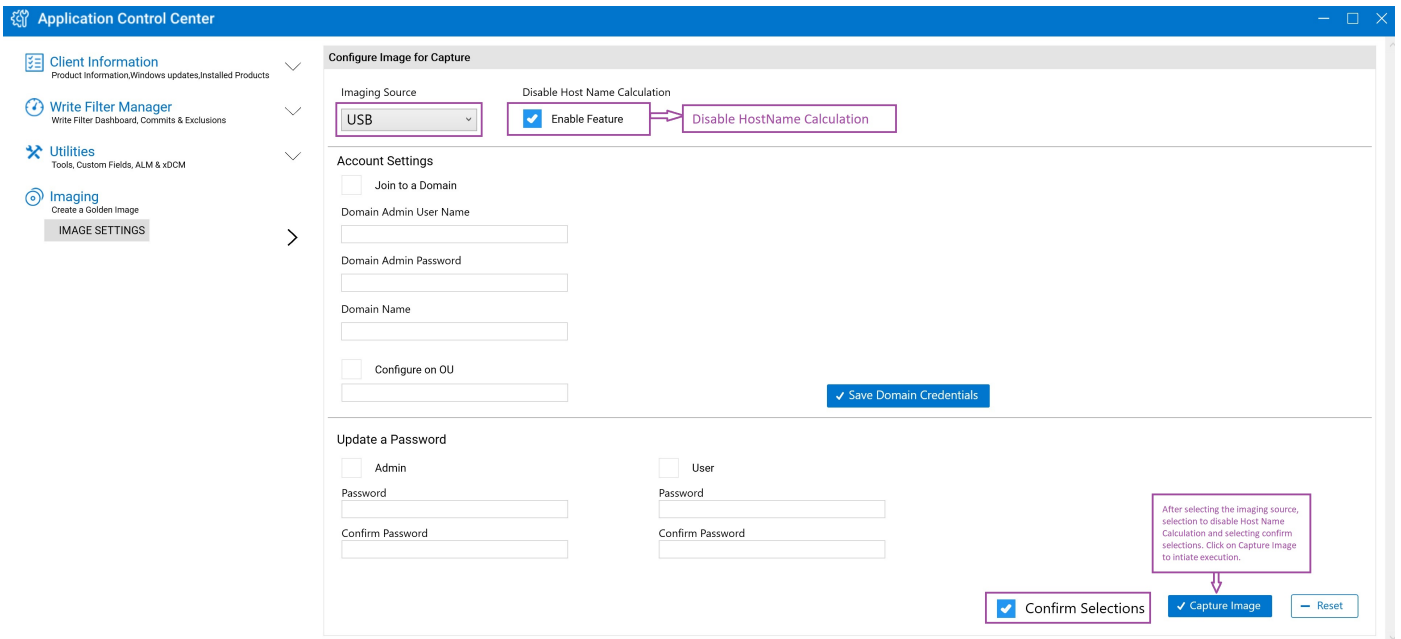 Application Control Center
Client Information
Product Information,Windows updates,Installed Products
Write Filter Manager
Write Filter Dashboard, Commits & Exclusions
Utilities
Tools, Custom Fields, ALM & xDCM
Imaging
Create a Golden Image
IMAGE SETTINGS
Configure Image for Capture
Imaging Source
Disable Host Name Calculation
USB
Enable Feature
Disable HostName Calculation
Account Settings
Join to a Domain
Domain Admin User Name
Domain Admin Password
Domain Name
Configure on OU
Save Domain Credentials
Update a Password
Admin
User
Password
Password
Confirm Password
Confirm Password
After selecting the imaging source,
selection to disable Host Name
Calculation and selecting confirm
selections. Click on Capture Image
to intiate execution.
Confirm Selections
Capture Image
Reset